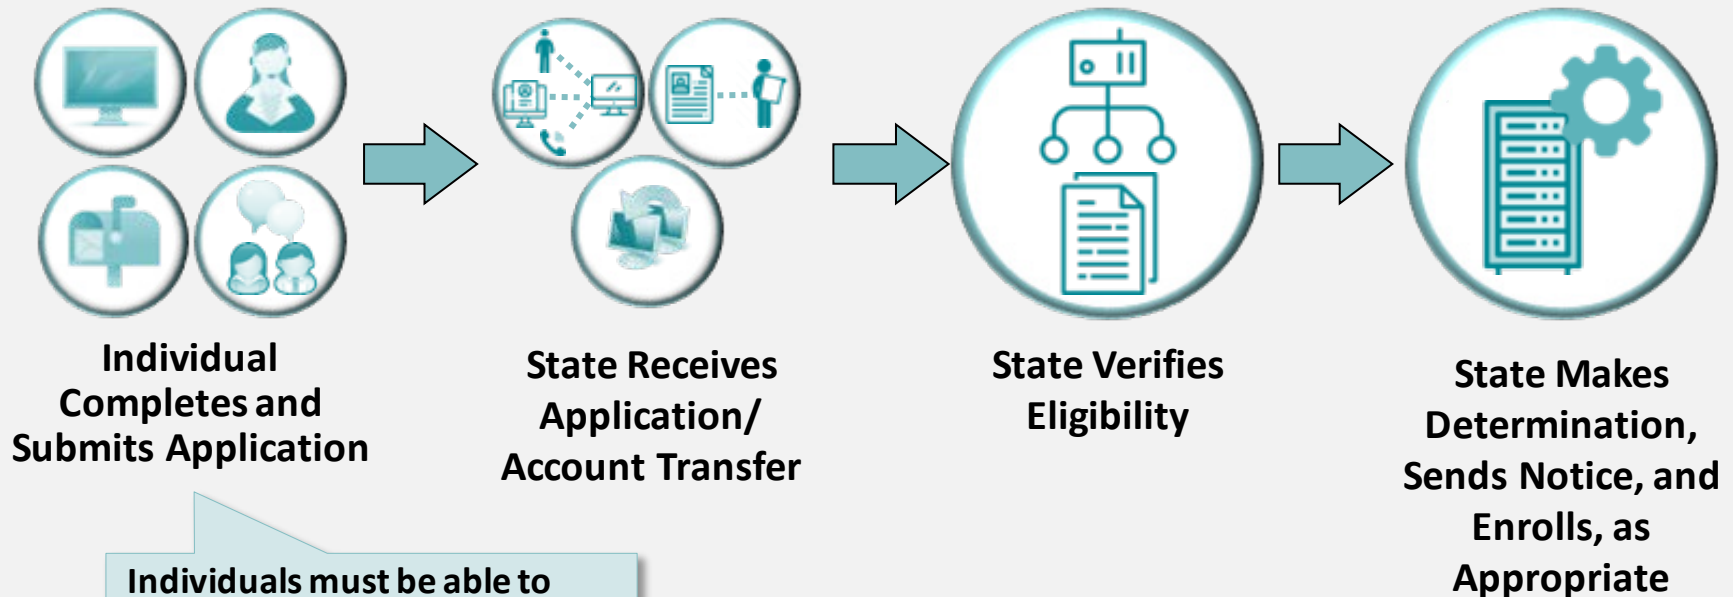 Individual
Completes and
Submits Application
State Receives
Application/
Account Transfer
State Verifies
Eligibility
State Makes
Determination,
Sends Notice, and
Enrolls, as
Appropriate
Individuals must be able to